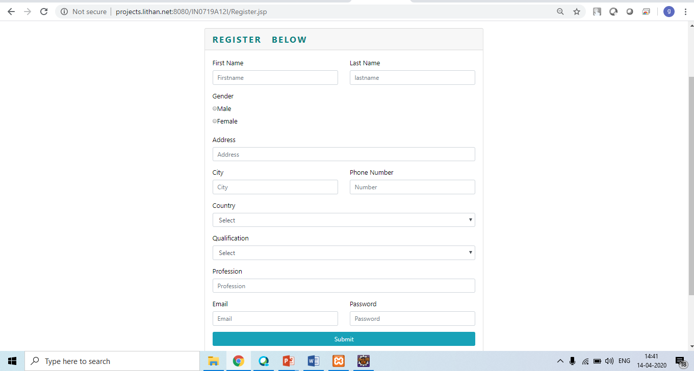 Not secure | projects.lithan.net:8080/IN0719A12I/Register.jsp
g
REGISTER BELOW
First Name Last Name
Firstname lastname
Gender
Male
Female
Address
Address
City Phone Number
City Number
Country
Select
Qualification
Select
Profession
Profession
Email Password
Email Password
Submit
Type here to search
ENG
14:41
14-04-2020